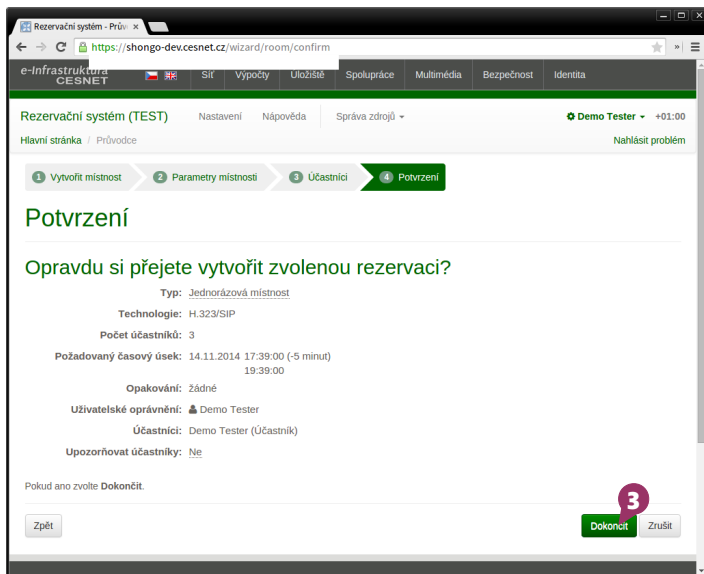 Rezervační systém - Průvo ×
https://shongo-dev.cesnet.cz/wizard/room/confirm
e-Infrastruktura
CESNET
Síť Výpočty Úložiště Spolupráce Multimédia Bezpečnost Identita
Rezervační systém (TEST) Nastavení Nápověda Správa zdrojů Demo Tester +01:00
Hlavní stránka / Průvodce Nahlásit problém
1 Vytvořit místnost 2 Parametry místnosti 3 Účastníci 4 Potvrzení
Potvrzení
Opravdu si přejete vytvořit zvolenou rezervaci?
Typ: Jednorázová místnost
Technologie: H.323/SIP
Počet účastníků: 3
Požadovaný časový úsek: 14.11.2014 17:39:00 (-5 minut)
19:39:00
Opakování: žádné
Uživatelské oprávnění: Demo Tester
Účastníci: Demo Tester (Účastník)
Upozorňovat účastníky: Ne
Pokud ano zvolte Dokončit.
3
Zpět Dokončit Zrušit